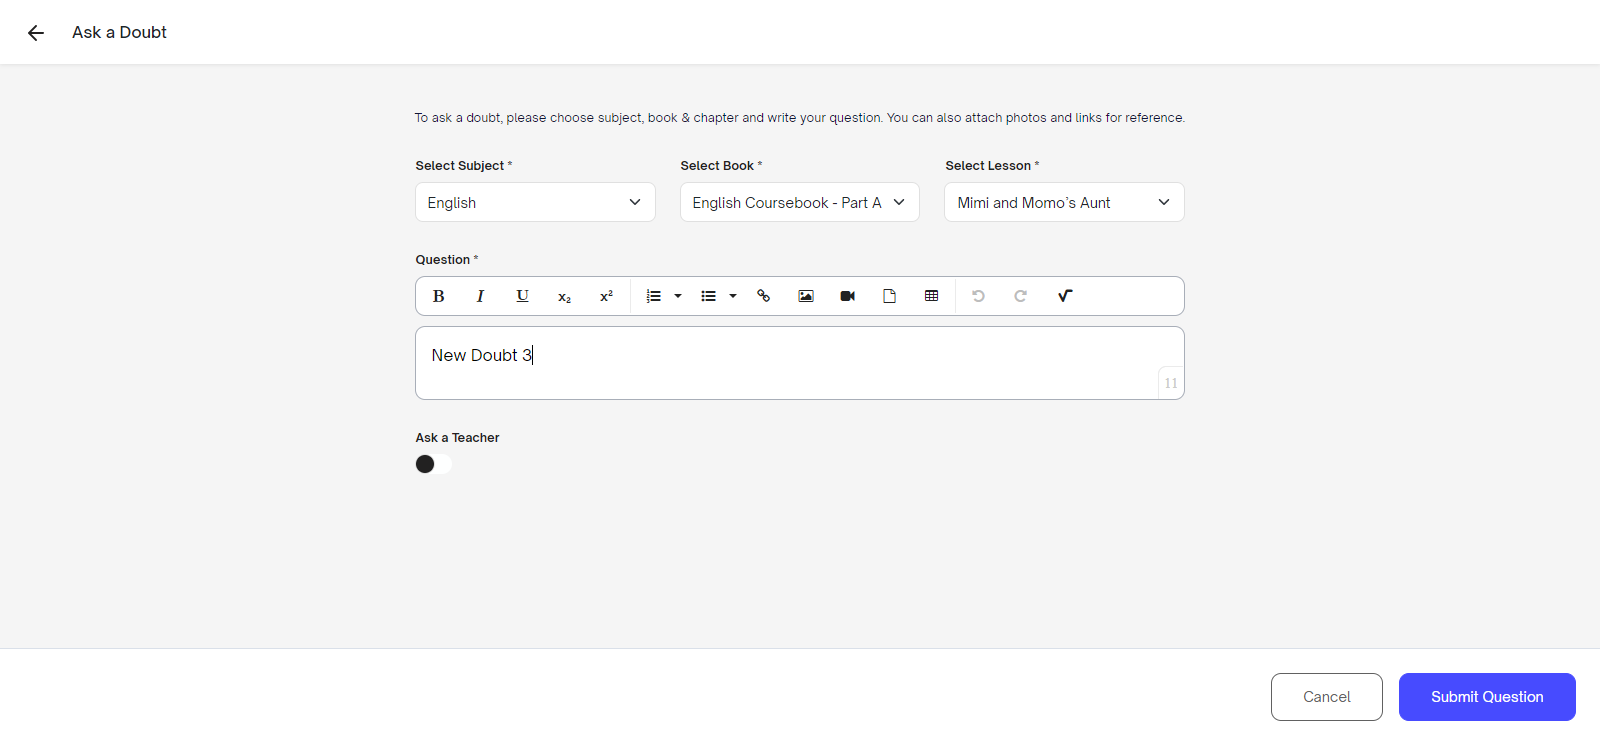 Ask a Doubt
To ask a doubt, please choose subject, book & chapter and write your question. You can also attach photos and links for reference.
Select Subject * Select Book * Select Lesson *
English English Coursebook - Part A Mimi and Momo’s Aunt
Question *
B I U x₂ x²
New Doubt 3
11
Ask a Teacher
Cancel Submit Question